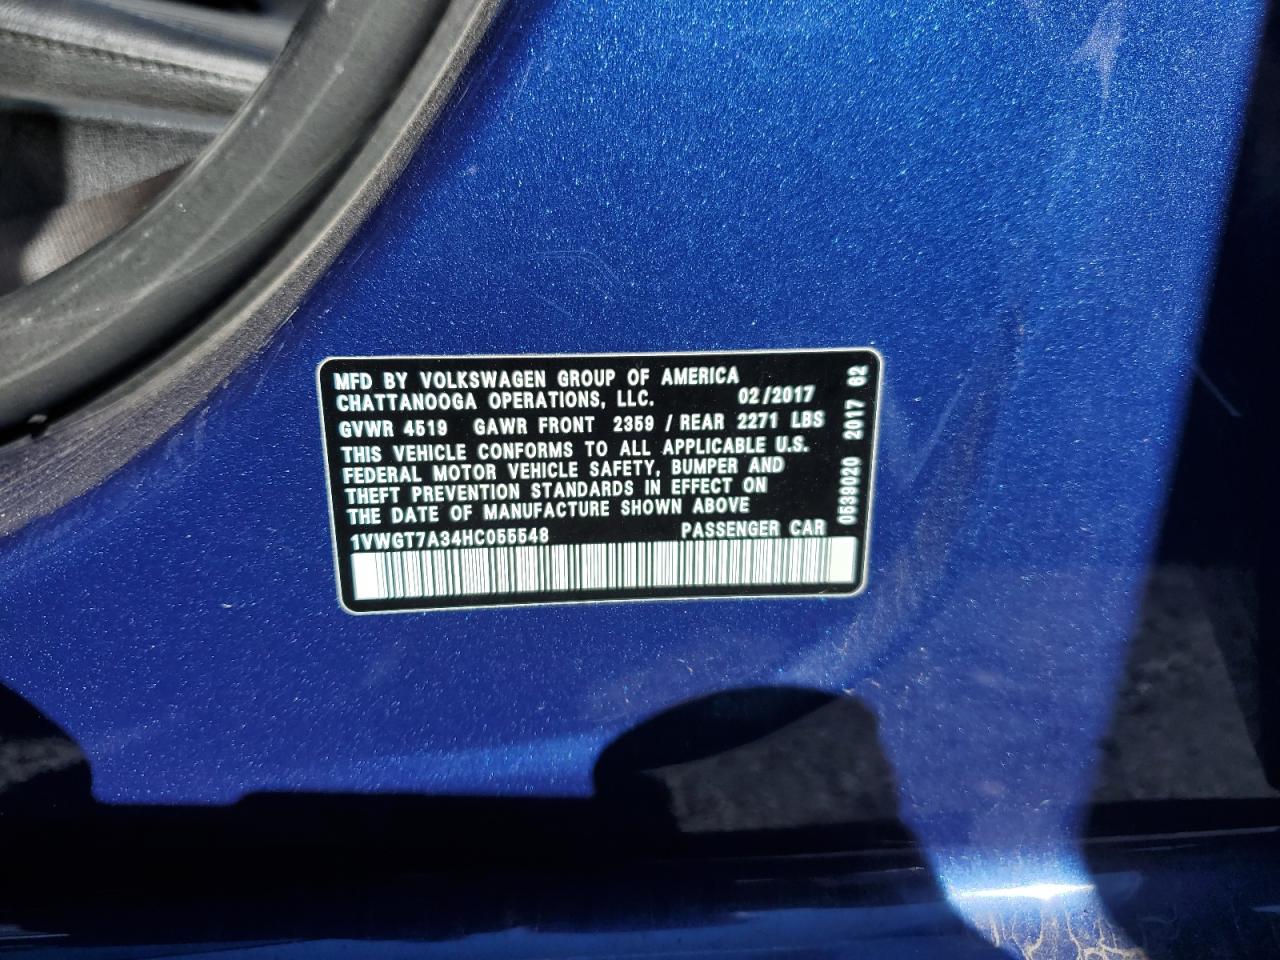 MFD BY VOLKSWAGEN GROUP OF AMERICA
CHATTANOOGA OPERATIONS, LLC. 02/2017
GVWR 4519 GAWR FRONT 2359 / REAR 2271 LBS
THIS VEHICLE CONFORMS TO ALL APPLICABLE U.S.
FEDERAL MOTOR VEHICLE SAFETY, BUMPER AND
THEFT PREVENTION STANDARDS IN EFFECT ON
THE DATE OF MANUFACTURE SHOWN ABOVE
1VWGT7A34HC055548 PASSENGER CAR
0539020 2017 62